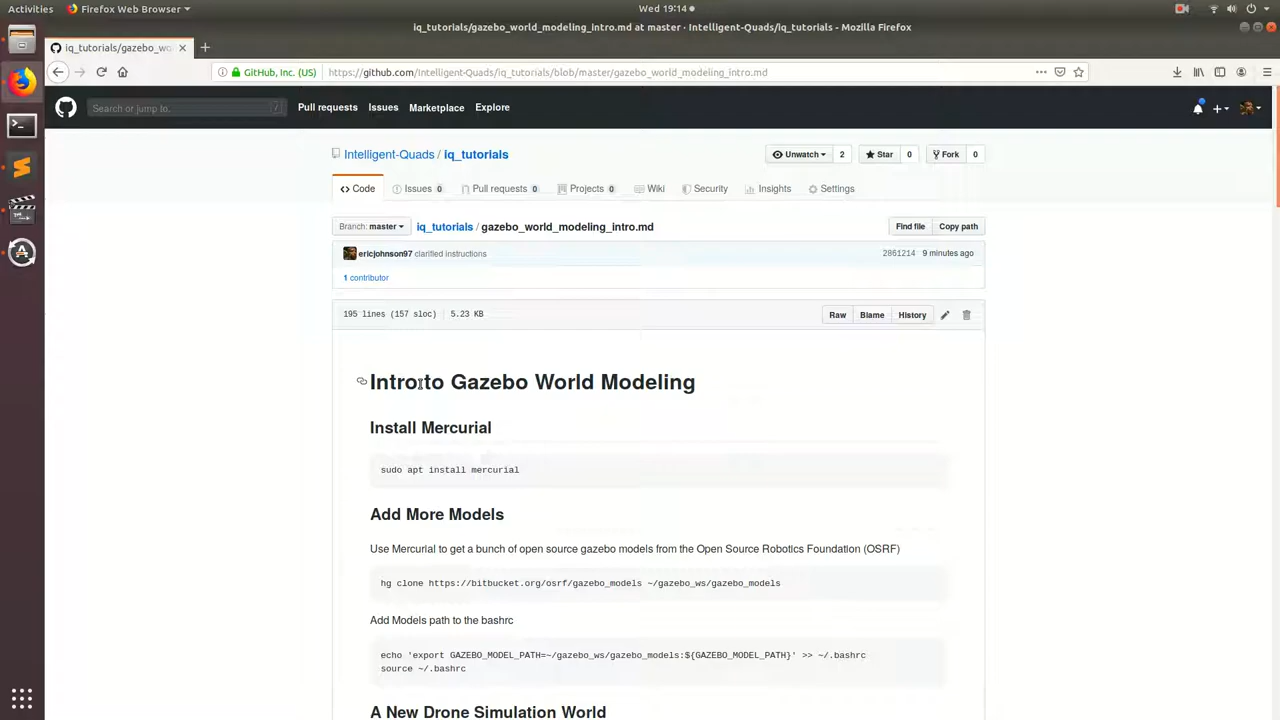 Activities Firefox Web Browser Wed 19:14
iq_tutorials/gazebo_world_modeling_intro.md at master · Intelligent-Quads/iq_tutorials - Mozilla Firefox
iq_tutorials/gazebo_wo
GitHub, Inc. (US) https://github.com/Intelligent-Quads/iq_tutorials/blob/master/gazebo_world_modeling_intro.md
Search or jump to... / Pull requests Issues Marketplace Explore
Intelligent-Quads / iq_tutorials Unwatch 2 Star 0 Fork 0
Code Issues 0 Pull requests 0 Projects 0 Wiki Security Insights Settings
Branch: master iq_tutorials / gazebo_world_modeling_intro.md Find file Copy path
ericjohnson97 clarified instructions 2861214 9 minutes ago
1 contributor
195 lines (157 sloc) 5.23 KB Raw Blame History
Intro to Gazebo World Modeling
Install Mercurial
sudo apt install mercurial
Add More Models
Use Mercurial to get a bunch of open source gazebo models from the Open Source Robotics Foundation (OSRF)
hg clone https://bitbucket.org/osrf/gazebo_models ~/gazebo_ws/gazebo_models
Add Models path to the bashrc
echo 'export GAZEBO_MODEL_PATH=~/gazebo_ws/gazebo_models:${GAZEBO_MODEL_PATH}' >> ~/.bashrc
source ~/.bashrc
A New Drone Simulation World